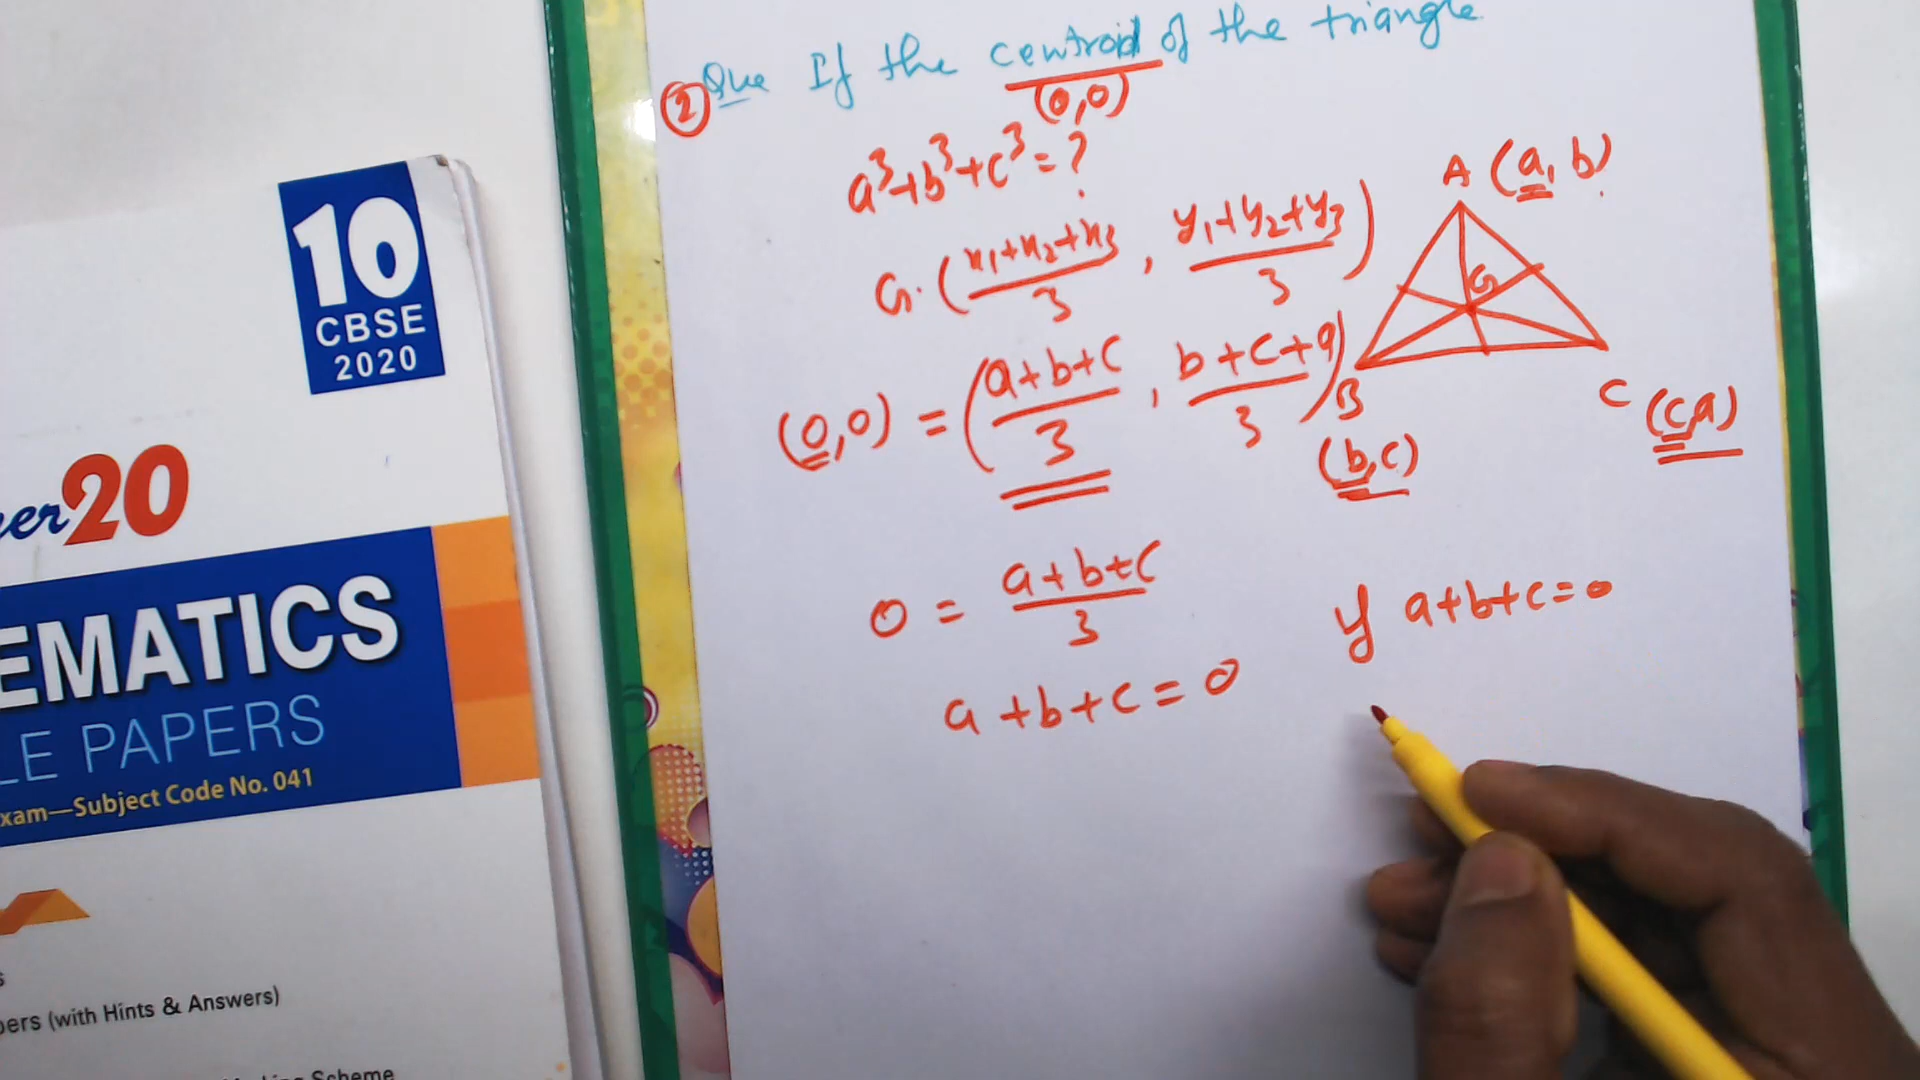 ② Que If the centroid of the triangle
(0,0)
a³+b³+c³=?
A (a, b)
G. (x₁+x₂+x₃/3 , y₁+y₂+y₃/3)
G
(0,0) = (a+b+c/3 , b+c+a/3)
B
(b,c)
C (c,a)
0 = a+b+c/3
if a+b+c=0
a+b+c=0
10
CBSE
2020
er20
EMATICS
LE PAPERS
xam—Subject Code No. 041
s
pers (with Hints & Answers)
Scheme